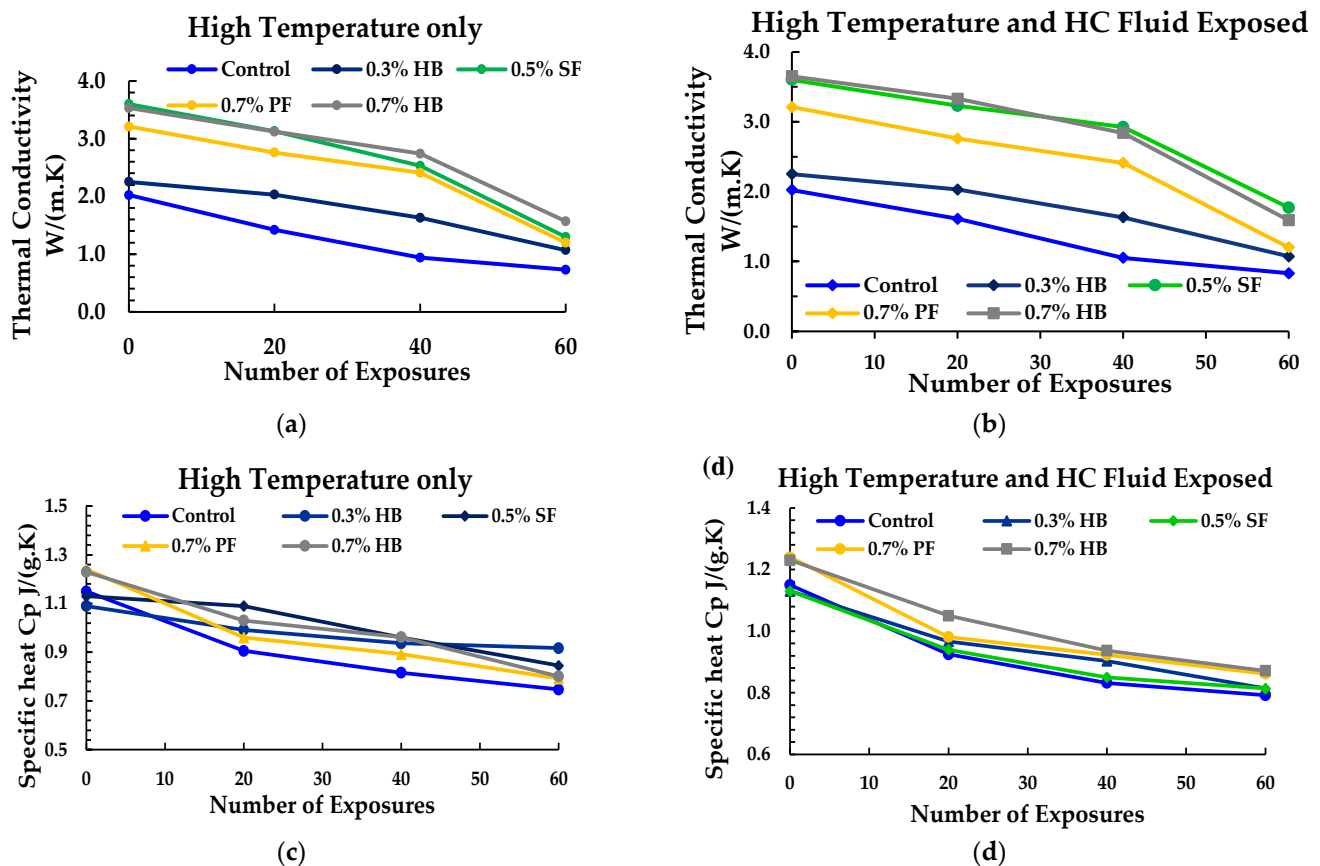 High Temperature only
Control 0.3% HB 0.5% SF
0.7% PF 0.7% HB
Thermal Conductivity
W/(m.K)
4.0
3.0
2.0
1.0
0.0
0 20 40 60
Number of Exposures
(a)
High Temperature and HC Fluid Exposed
Thermal Conductivity
W/(m.K)
4.0
3.0
2.0
1.0
0.0
Control 0.3% HB 0.5% SF
0.7% PF 0.7% HB
0 10 20 30 40 50 60
Number of Exposures
(b)
High Temperature only
Control 0.3% HB 0.5% SF
0.7% PF 0.7% HB
Specific heat Cp J/(g.K)
1.5
1.3
1.1
0.9
0.7
0.5
0 10 20 30 40 50 60
Number of Exposures
(c)
(d)
High Temperature and HC Fluid Exposed
Control 0.3% HB 0.5% SF
0.7% PF 0.7% HB
Specific heat Cp J/(g.K)
1.4
1.2
1.0
0.8
0.6
0 10 20 30 40 50 60
Number of Exposures
(d)